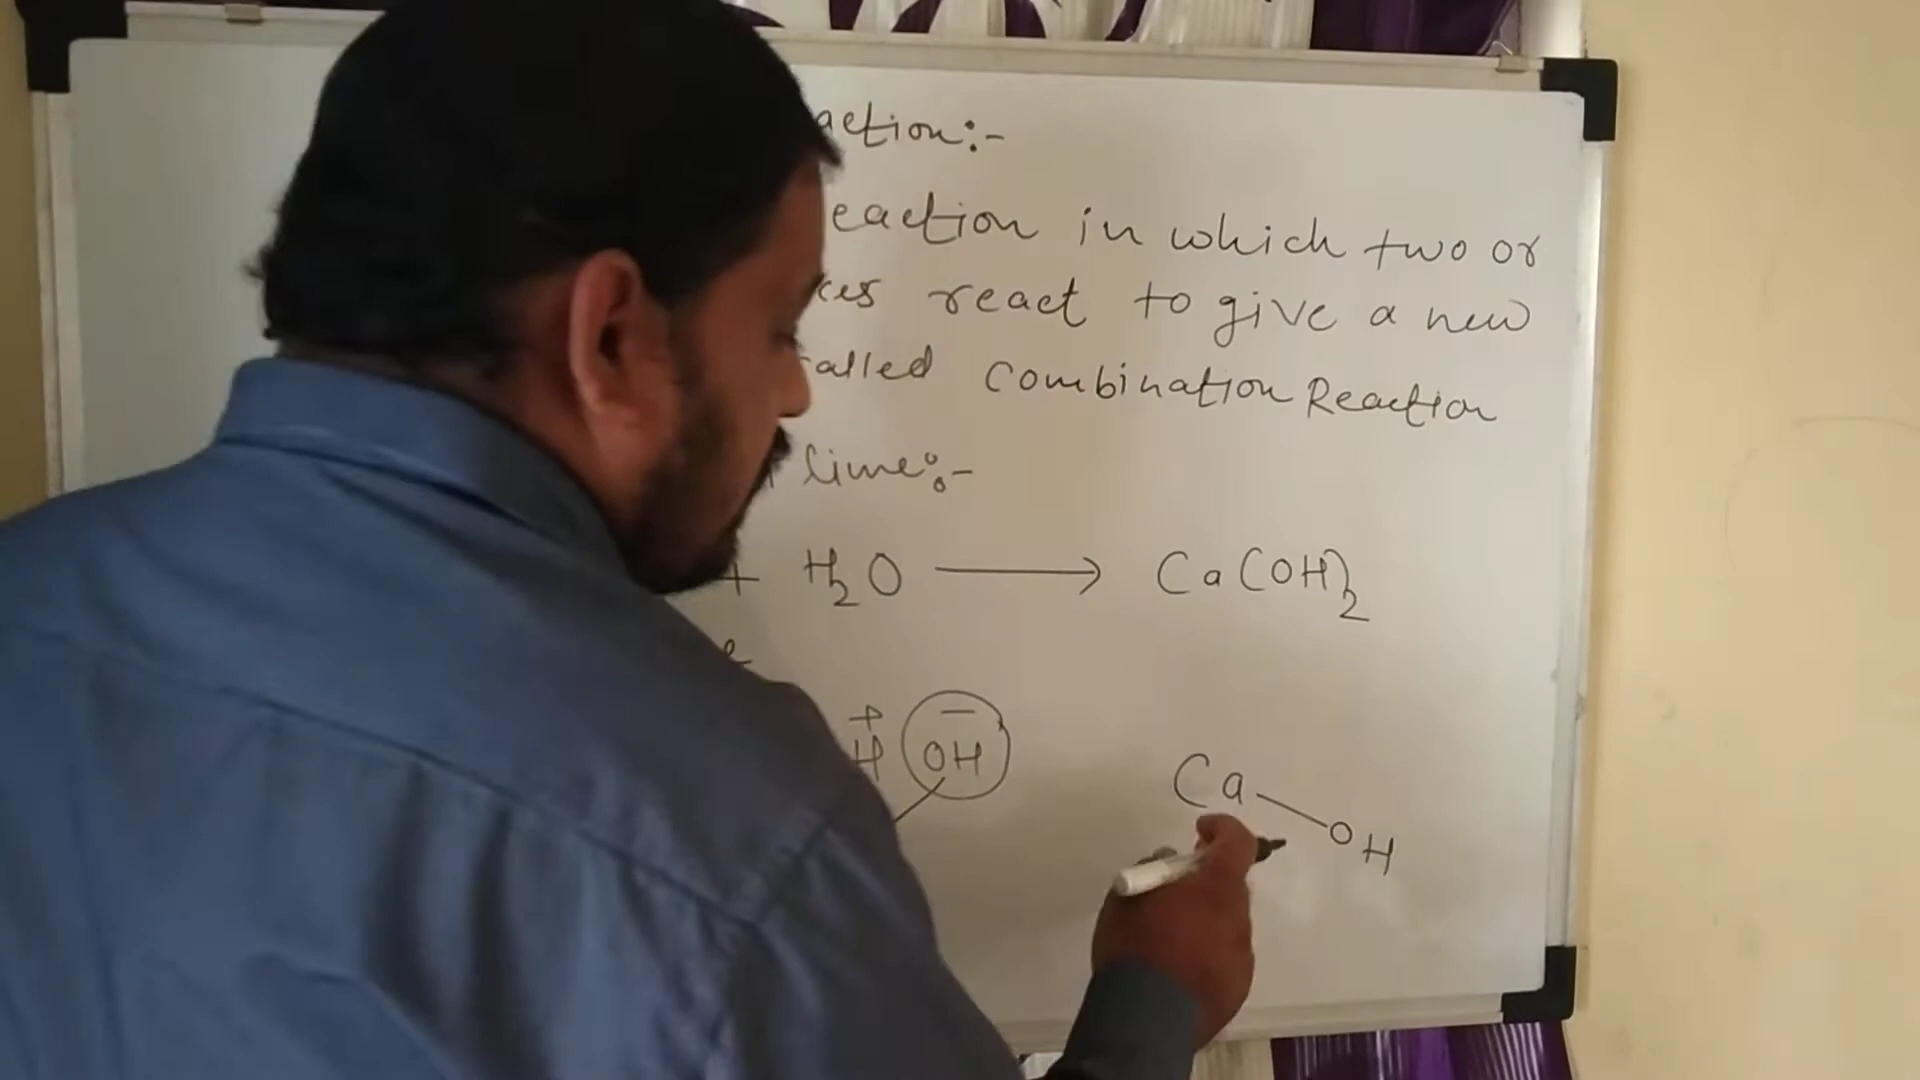 action:-
eaction in which two or
ces react to give a new
alled Combination Reaction
lime:-
+ H2O ⟶ Ca(OH)2
e
+ −
H OH
Ca
OH